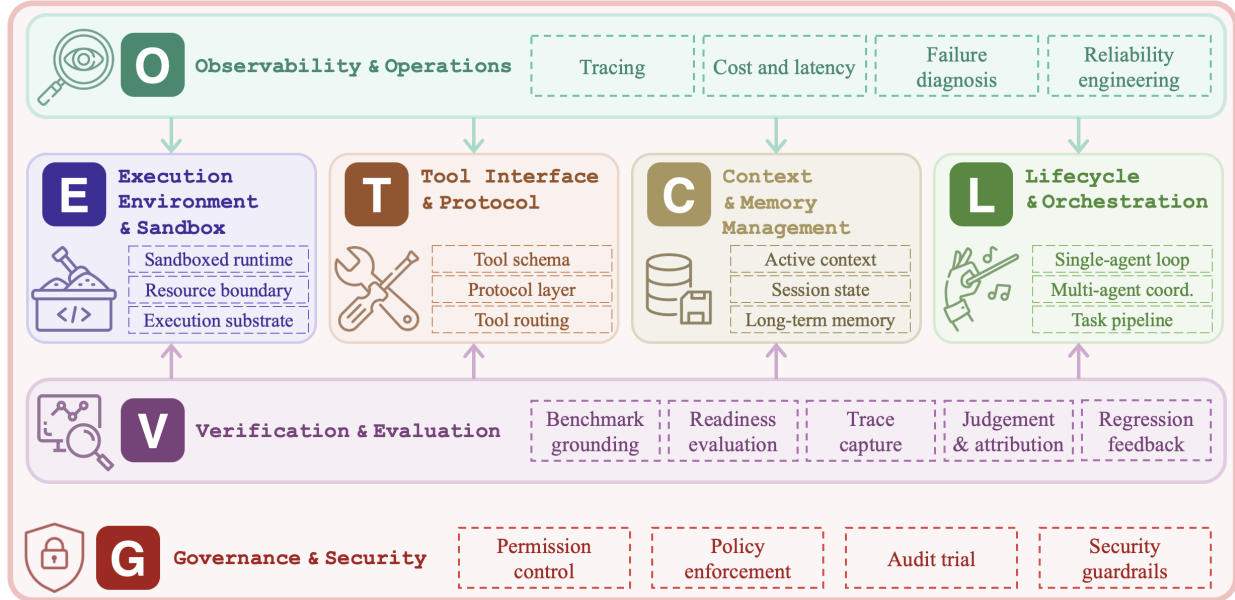 O
Observability & Operations
Tracing
Cost and latency
Failure
diagnosis
Reliability
engineering
E
Execution
Environment
& Sandbox
Sandboxed runtime
Resource boundary
</>
Execution substrate
T
Tool Interface
& Protocol
Tool schema
Protocol layer
Tool routing
C
Context
& Memory
Management
Active context
Session state
Long-term memory
L
Lifecycle
& Orchestration
Single-agent loop
Multi-agent coord.
Task pipeline
V
Verification & Evaluation
Benchmark
grounding
Readiness
evaluation
Trace
capture
Judgement
& attribution
Regression
feedback
G
Governance & Security
Permission
control
Policy
enforcement
Audit trial
Security
guardrails